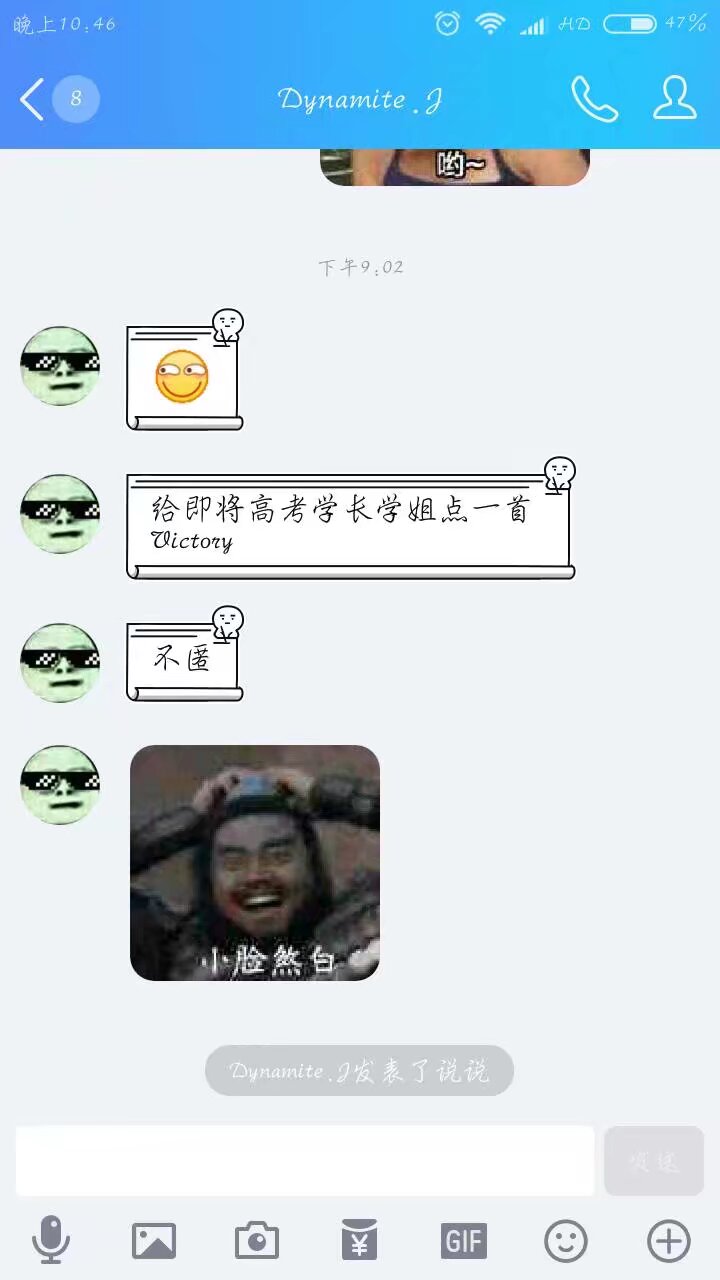 晚上10:46
HD
47%
8
Dynamite.J
哟~
下午9:02
给即将高考学长学姐点一首
Victory
不匿
小脸煞白
Dynamite.J发表了说说
发送
¥
GIF